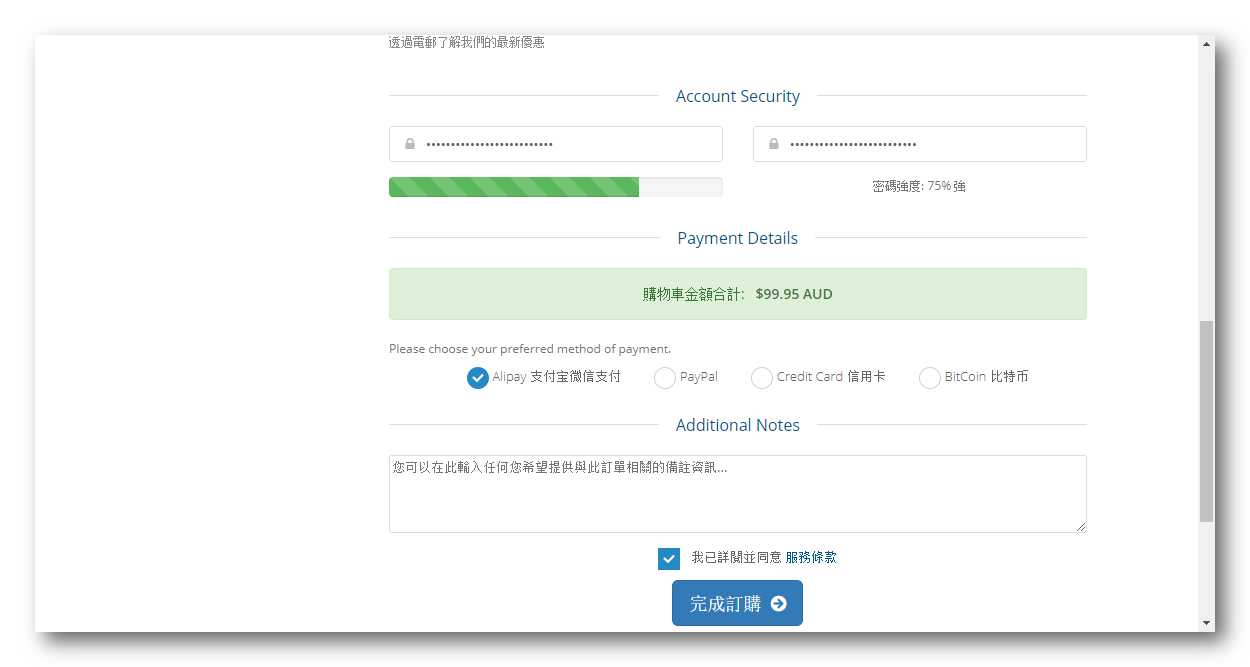 透過電郵了解我們的最新優惠
Account Security
密碼強度: 75% 強
Payment Details
購物車金額合計: $99.95 AUD
Please choose your preferred method of payment.
Alipay 支付宝微信支付 PayPal Credit Card 信用卡 BitCoin 比特币
Additional Notes
您可以在此輸入任何您希望提供與此訂單相關的備註資訊...
我已詳閱並同意 服務條款
完成訂購